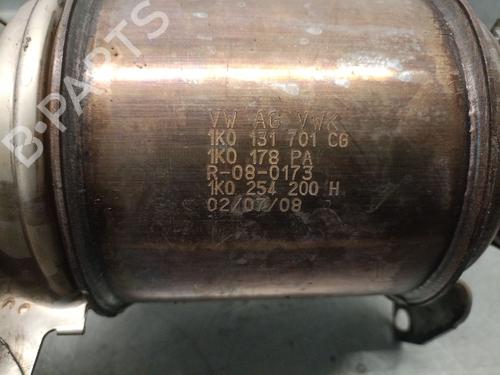 VW AG VWK
1K0 131 701 CG
1K0 178 PA
R-08-0173
1K0 254 200 H
02/07/08
B-PARTS